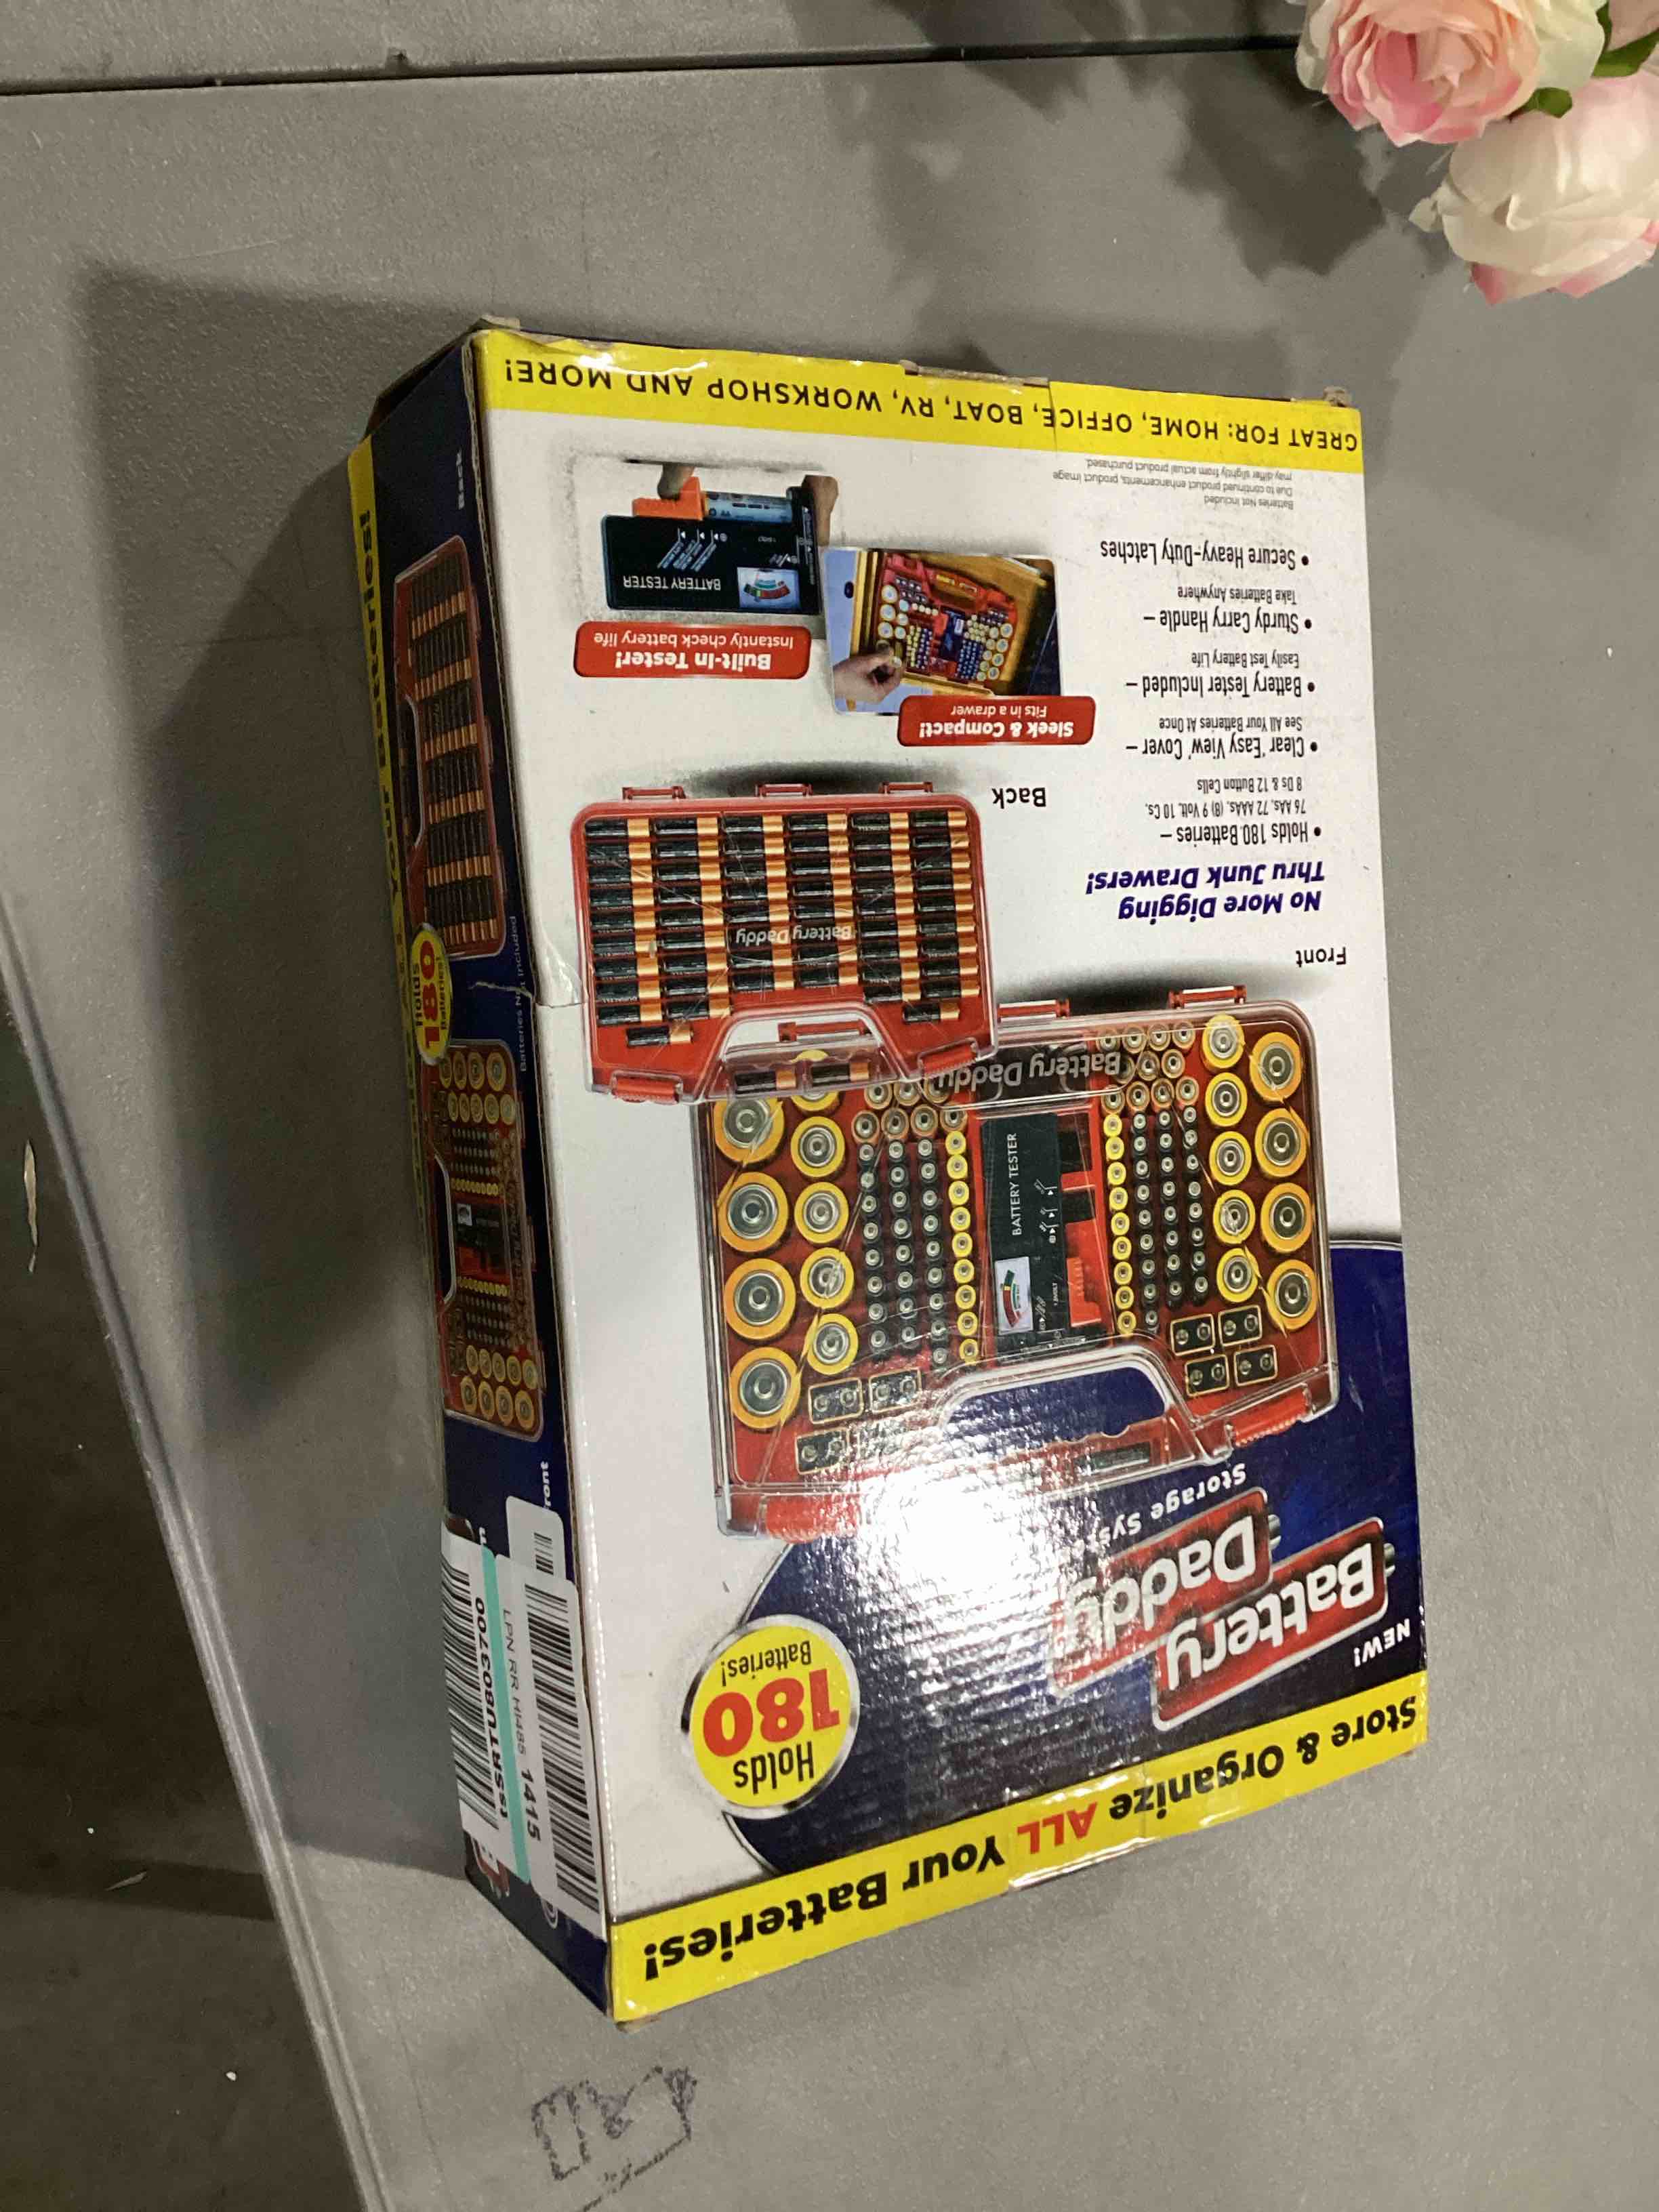 Store & Organize ALL Your Batteries!
NEW!
Battery
Daddy
Storage Sys
Holds
180
Batteries!
Front
No More Digging
Thru Junk Drawers!
• Holds 180 Batteries –
76 AAs, 72 AAAs, (8) 9 Volt, 10 Cs,
8 Ds & 12 Button Cells
• Clear 'Easy View' Cover –
See All Your Batteries At Once
• Battery Tester Included –
Easily Test Battery Life
• Sturdy Carry Handle –
Take Batteries Anywhere
• Secure Heavy-Duty Latches
Batteries Not Included
Due to continued product enhancements, product image
may differ slightly from actual product purchased.
BATTERY TESTER
Battery Daddy
Back
Battery Daddy
Sleek & Compact!
Fits in a drawer
Built-In Tester!
Instantly check battery life
BATTERY TESTER
GREAT FOR: HOME, OFFICE, BOAT, RV, WORKSHOP AND MORE!
Your Batteries!
Back
Holds
180
Batteries!
Batteries Not Included
ront
LPN RR HI485 1415